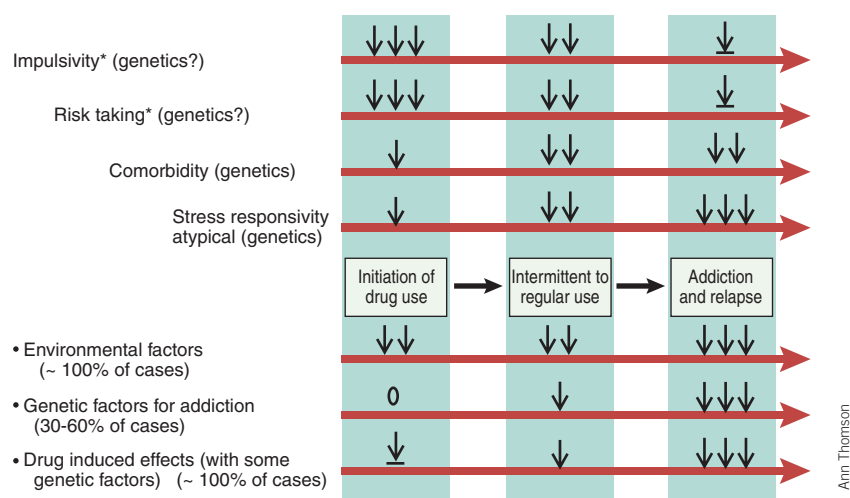 Impulsivity* (genetics?)
Risk taking* (genetics?)
Comorbidity (genetics)
Stress responsivity
atypical (genetics)
Initiation of
drug use
Intermittent to
regular use
Addiction
and relapse
• Environmental factors
(~ 100% of cases)
• Genetic factors for addiction
(30-60% of cases)
0
• Drug induced effects (with some
genetic factors) (~ 100% of cases)
Ann Thomson